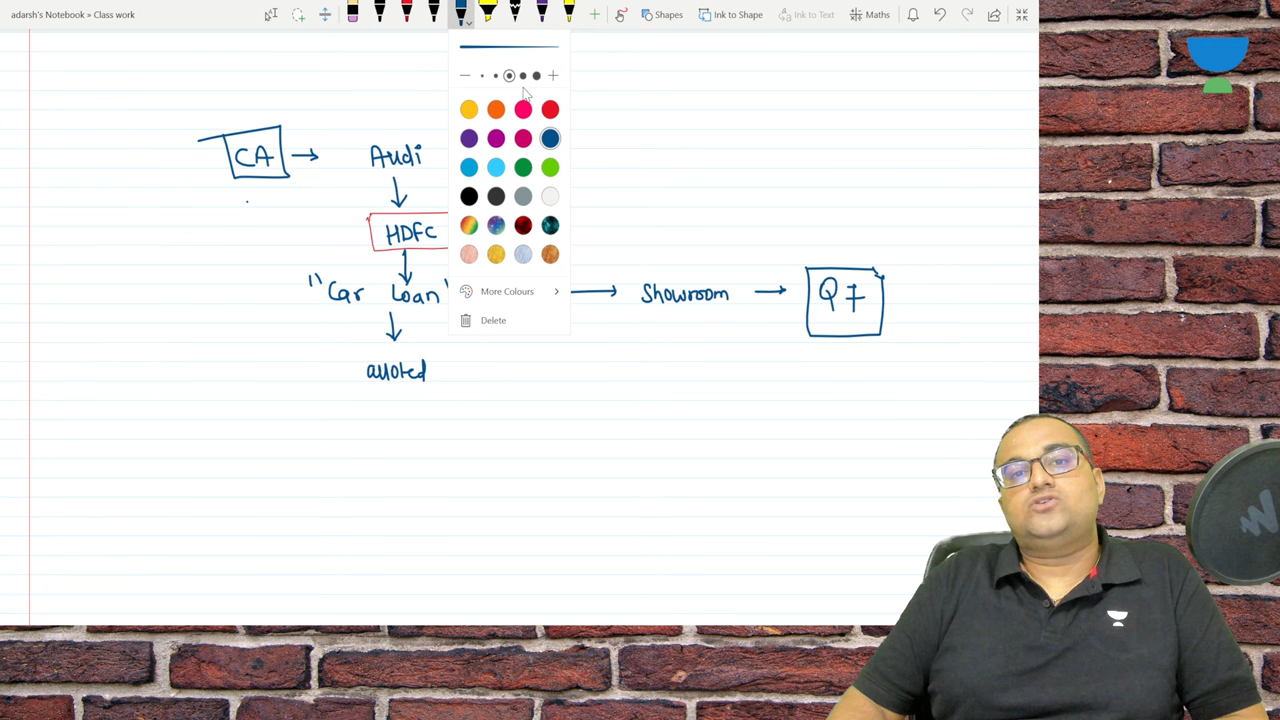 adarsh's Notebook > Class work
Shapes
Ink to Shape
Ink to Text
Maths
CA → Audi
HDFC
"Car Loan" → Showroom → Q7
alloted
More Colours
Delete